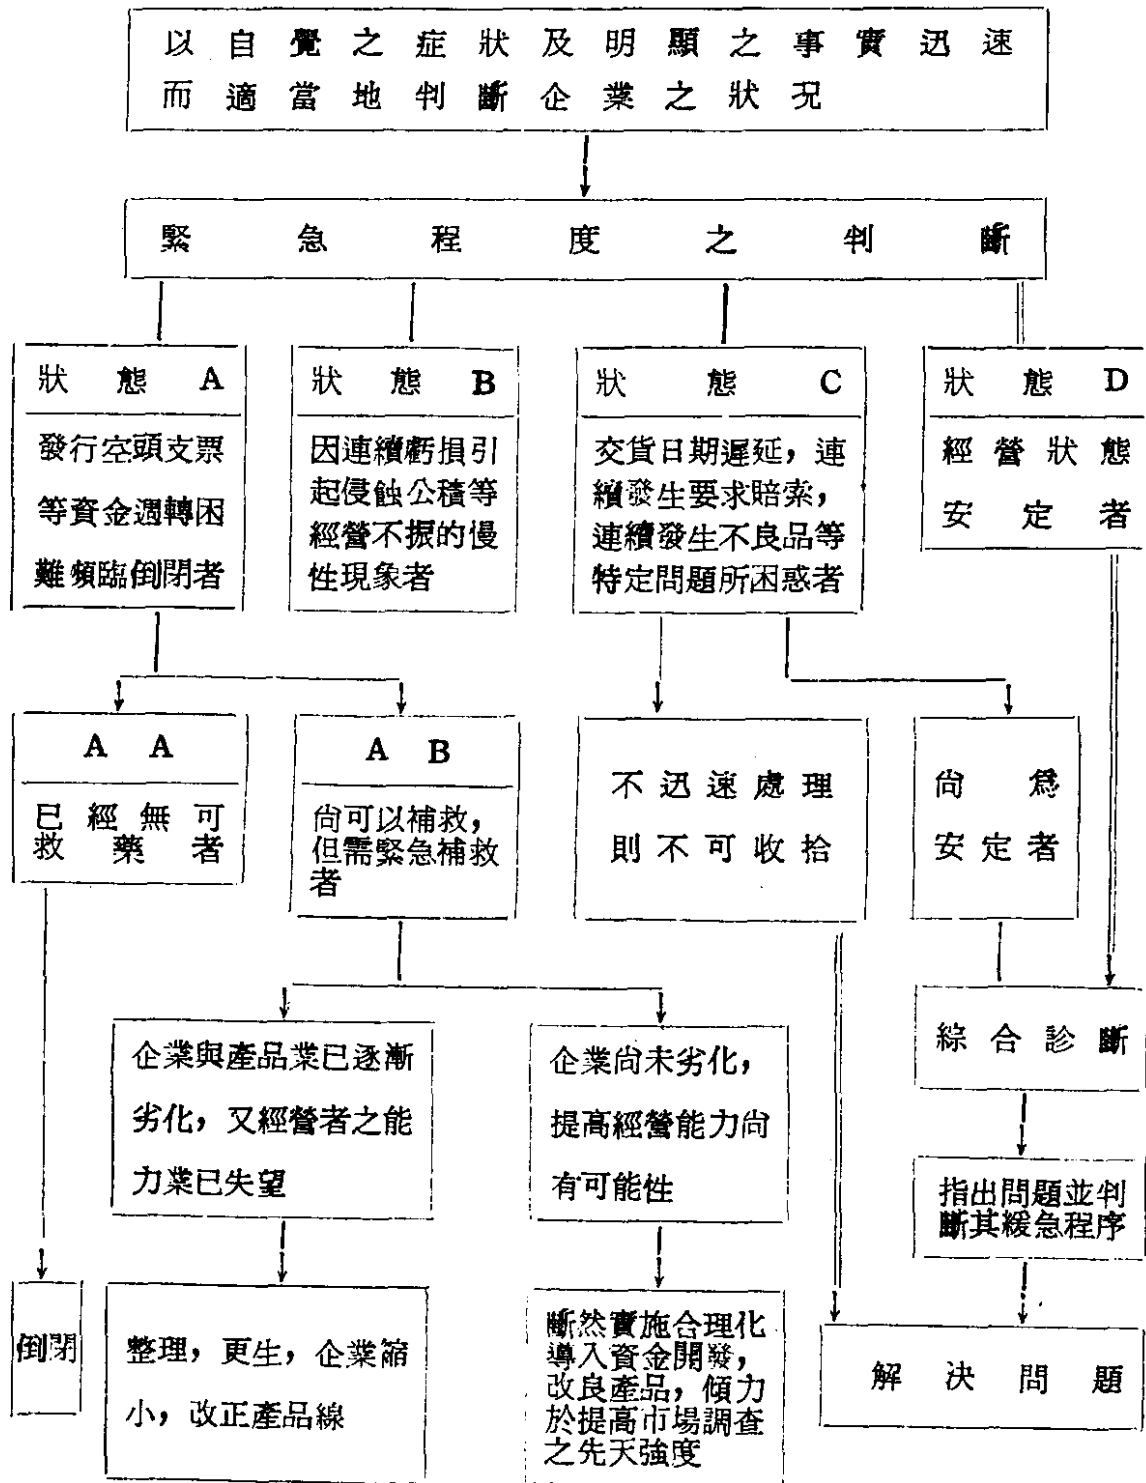 以自覺之症狀及明顯之事實迅速
而適當地判斷企業之狀況
緊急程度之判斷
狀態A
發行空頭支票
等資金週轉困
難頻臨倒閉者
狀態B
因連續虧損引
起侵蝕公積等
經營不振的慢
性現象者
狀態C
交貨日期遲延，連
續發生要求賠索，
連續發生不良品等
特定問題所困惑者
狀態D
經營狀態
安定者
AA
已經無可
救藥者
AB
尙可以補救，
但需緊急補救
者
不迅速處理
則不可收拾
尙爲
安定者
企業與產品業已逐漸
劣化，又經營者之能
力業已失望
企業尙未劣化，
提高經營能力尙
有可能性
綜合診斷
指出問題並判
斷其緩急程序
倒閉
整理，更生，企業縮
小，改正產品線
斷然實施合理化
導入資金開發，
改良產品，傾力
於提高市場調查
之先天強度
解決問題